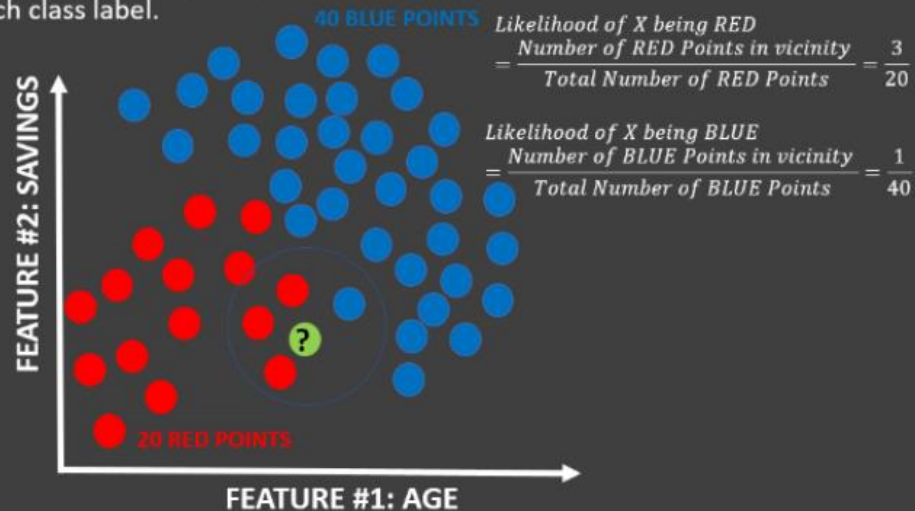 ch class label.
40 BLUE POINTS
Likelihood of X being RED
= Number of RED Points in vicinity / Total Number of RED Points = 3/20
Likelihood of X being BLUE
= Number of BLUE Points in vicinity / Total Number of BLUE Points = 1/40
FEATURE #2: SAVINGS
?
20 RED POINTS
FEATURE #1: AGE